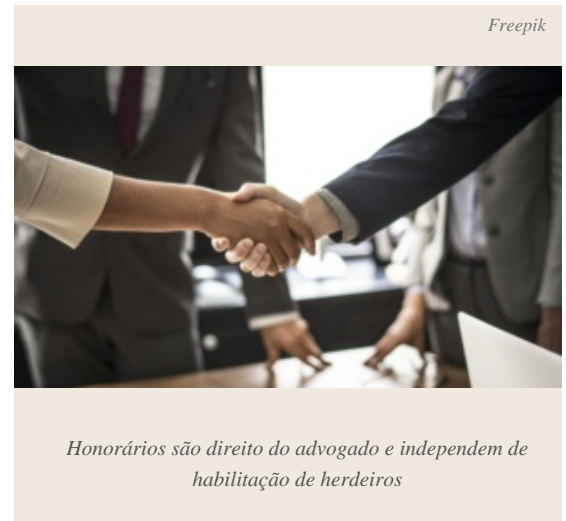 Freepik
Honorários são direito do advogado e independem de
habilitação de herdeiros